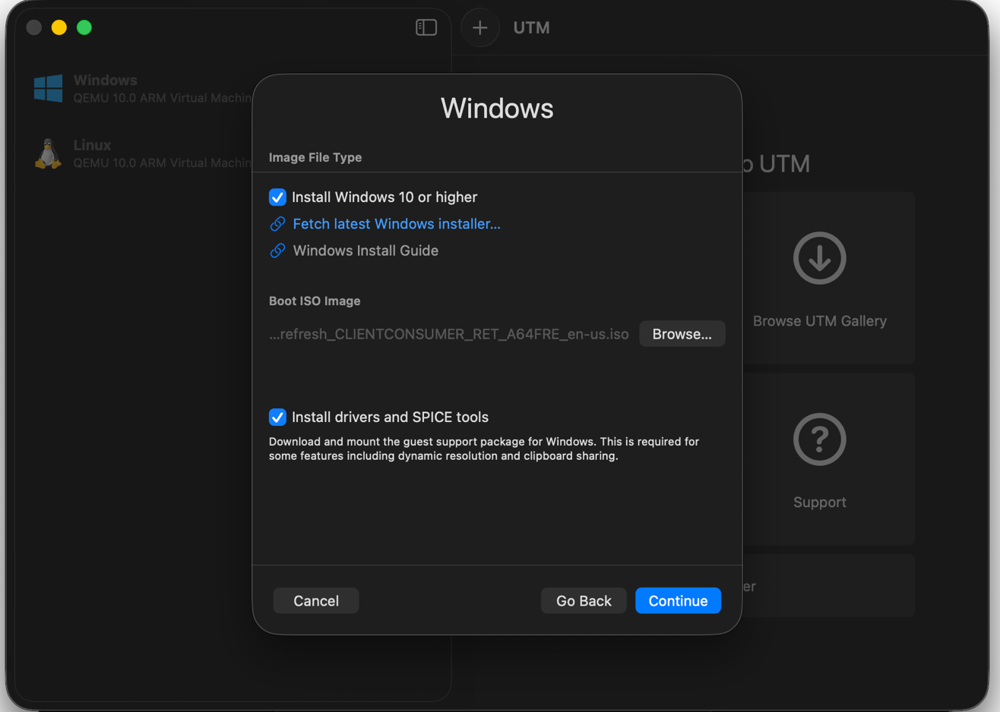 UTM
Windows
QEMU 10.0 ARM Virtual Machin
Linux
QEMU 10.0 ARM Virtual Machin
Windows
Image File Type
Install Windows 10 or higher
Fetch latest Windows installer...
Windows Install Guide
Boot ISO Image
...refresh_CLIENTCONSUMER_RET_A64FRE_en-us.iso
Browse...
Install drivers and SPICE tools
Download and mount the guest support package for Windows. This is required for
some features including dynamic resolution and clipboard sharing.
Cancel
Go Back
Continue
o UTM
Browse UTM Gallery
Support
er